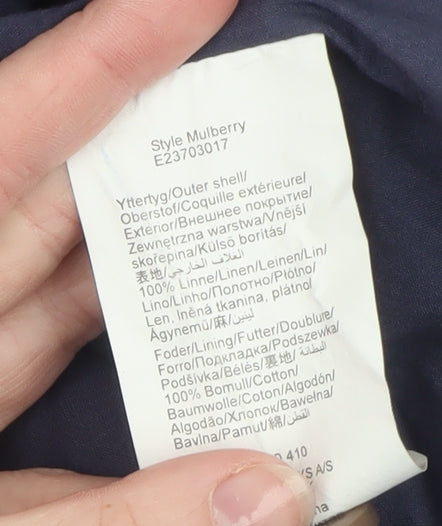 Style Mulberry
E23703017
Yttertyg/Outer shell/
Oberstof/Coquille extérieure/
Exterior/Внешнее покрытие/
Zewnętrzna warstwa/Vnější
skořepina/Külső borítás/
表地/الغلاف الخارجي/
100% Linne/Linen/Leinen/Lin/
Lino/Linho/Полотно/Płótno/
Len, lněná tkanina, plátno/
Ágynemű/麻/لينين
Foder/Lining/Futter/Doublure/
Forro/Подкладка/Podszewka/
Podšívka/Bélés/裏地/البطانة
100% Bomull/Cotton/
Baumwolle/Coton/Algodón/
Algodão/Хлопок/Bawełna/
Bavlna/Pamut/綿/القطن
410
A/S